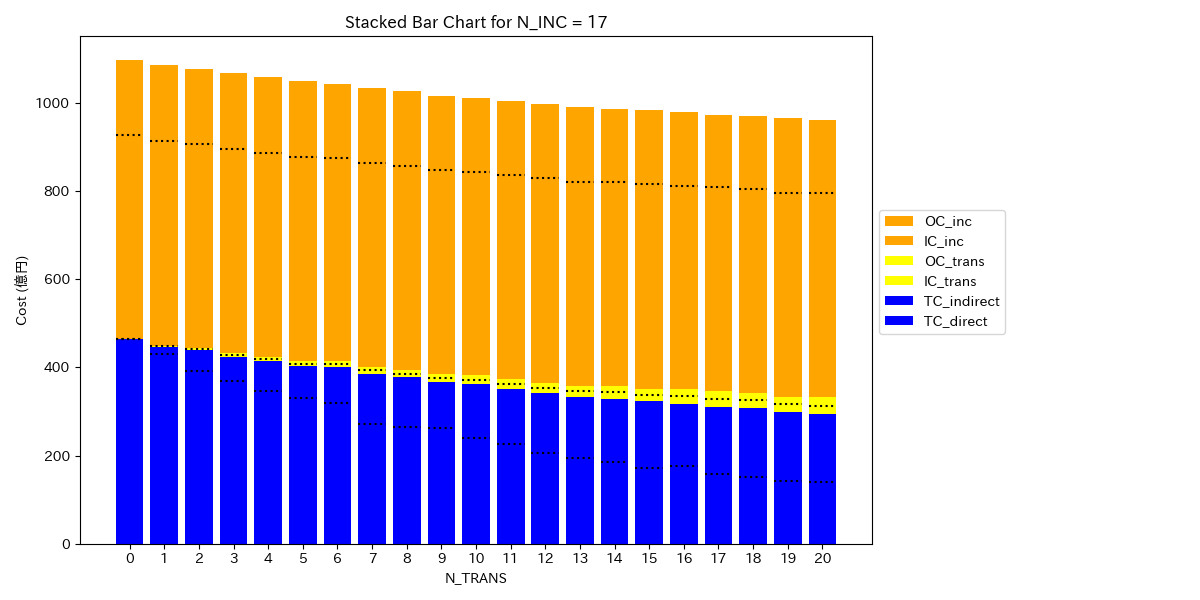 Stacked Bar Chart for N_INC = 17
Cost (億円)
1000
800
600
400
200
0
0 1 2 3 4 5 6 7 8 9 10 11 12 13 14 15 16 17 18 19 20
N_TRANS
OC_inc
IC_inc
OC_trans
IC_trans
TC_indirect
TC_direct